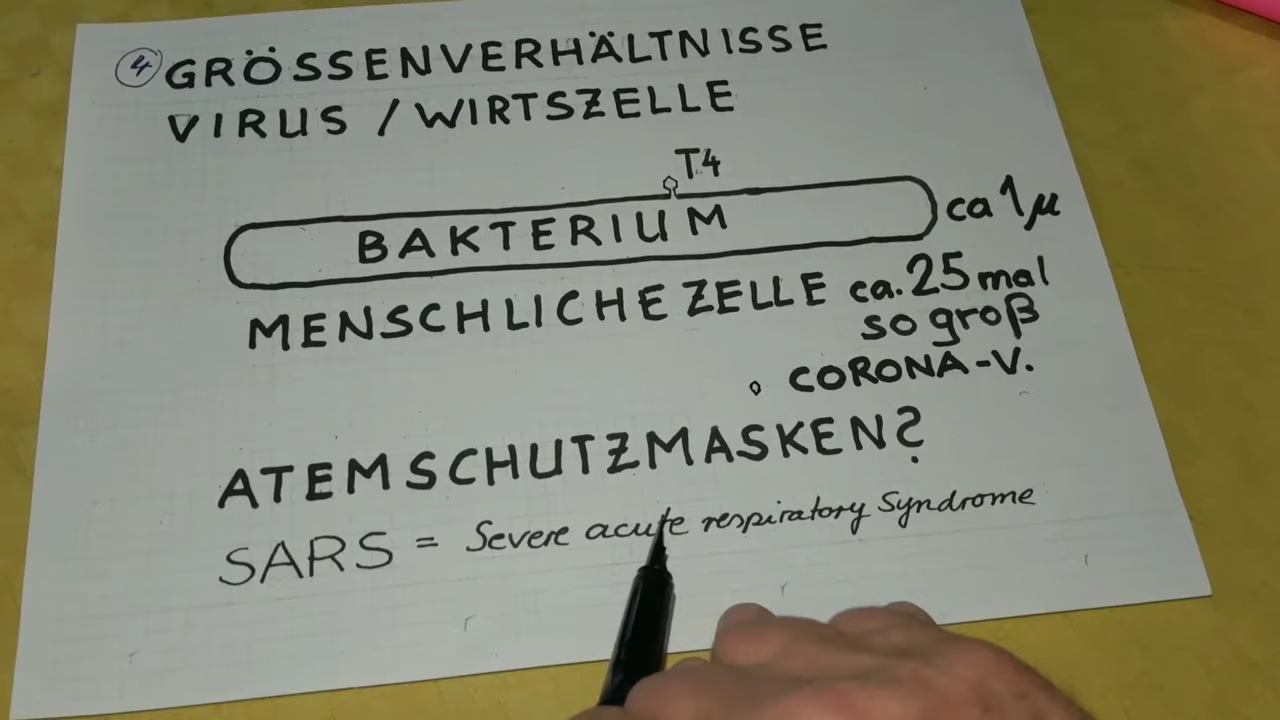 4 GRÖSSENVERHÄLTNISSE
VIRUS / WIRTSZELLE
T4
BAKTERIUM ca 1µ
MENSCHLICHE ZELLE ca. 25 mal
so groß
CORONA-V.
ATEMSCHUTZMASKEN?
SARS = Severe acute respiratory Syndrome